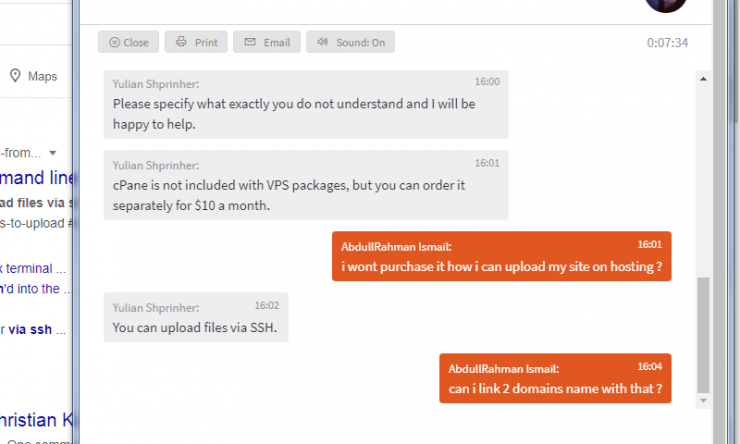 Close
Print
Email
Sound: On
0:07:34
Maps
Yulian Shprinher:
16:00
Please specify what exactly you do not understand and I will be
happy to help.
-from...
mand line
ad files via s
s-to-upload #
Yulian Shprinher:
16:01
cPane is not included with VPS packages, but you can order it
separately for $10 a month.
AbdullRahman Ismail:
16:01
i wont purchase it how i can upload my site on hosting ?
x terminal ...
n'd into the ...
Yulian Shprinher:
16:02
You can upload files via SSH.
r via ssh ...
AbdullRahman Ismail:
16:04
can i link 2 domains name with that ?
hristian K